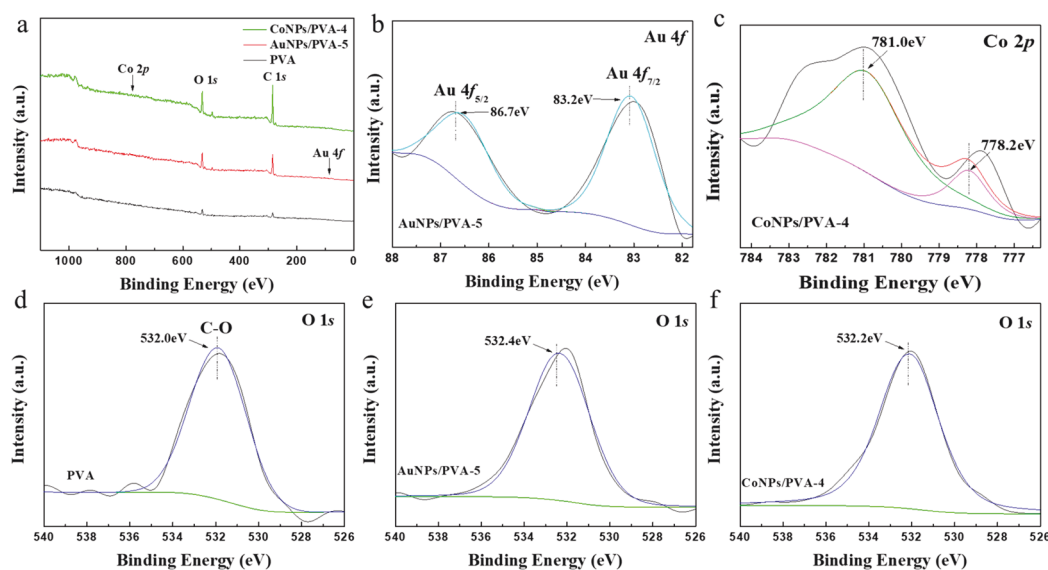 a
CoNPs/PVA-4
AuNPs/PVA-5
PVA
Co 2p
O 1s
C 1s
Au 4f
Intensity (a.u.)
1000 800 600 400 200 0
Binding Energy (eV)
b
Au 4f
Au 4f5/2
86.7eV
Au 4f7/2
83.2eV
AuNPs/PVA-5
Intensity (a.u.)
88 87 86 85 84 83 82
Binding Energy (eV)
c
Co 2p
781.0eV
778.2eV
CoNPs/PVA-4
Intensity (a.u.)
784 783 782 781 780 779 778 777
Binding Energy (eV)
d
O 1s
C-O
532.0eV
PVA
Intensity (a.u.)
540 538 536 534 532 530 528 526
Binding Energy (eV)
e
O 1s
532.4eV
AuNPs/PVA-5
Intensity (a.u.)
540 538 536 534 532 530 528 526
Binding Energy (eV)
f
O 1s
532.2eV
CoNPs/PVA-4
Intensity (a.u.)
540 538 536 534 532 530 528 526
Binding Energy (eV)